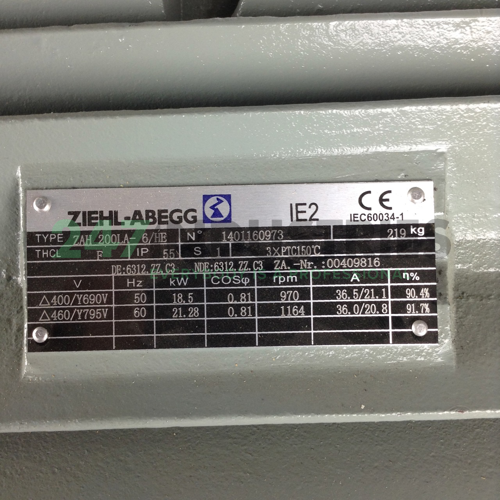 ZIEHL-ABEGG IE2 CE IEC60034-1
TYPE ZAH 200LA- 6/HE N° 1401160973 219 kg
THCL F IP 55 S 1 3×PTC150℃
DE:6312.ZZ.C3 NDE:6312.ZZ.C3 ZA.-Nr.:00409816
V Hz kW COSφ rpm A η%
△400/Y690V 50 18.5 0.81 970 36.5/21.1 90.4%
△460/Y795V 60 21.28 0.81 1164 36.0/20.8 91.7%